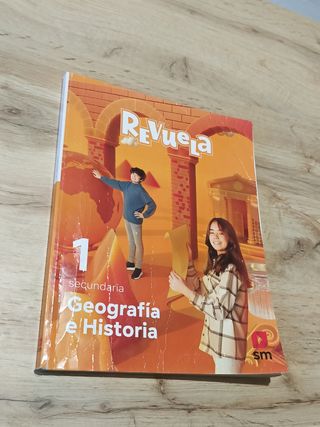 REVUELA
1
secundaria
Geografía
e Historia
sm